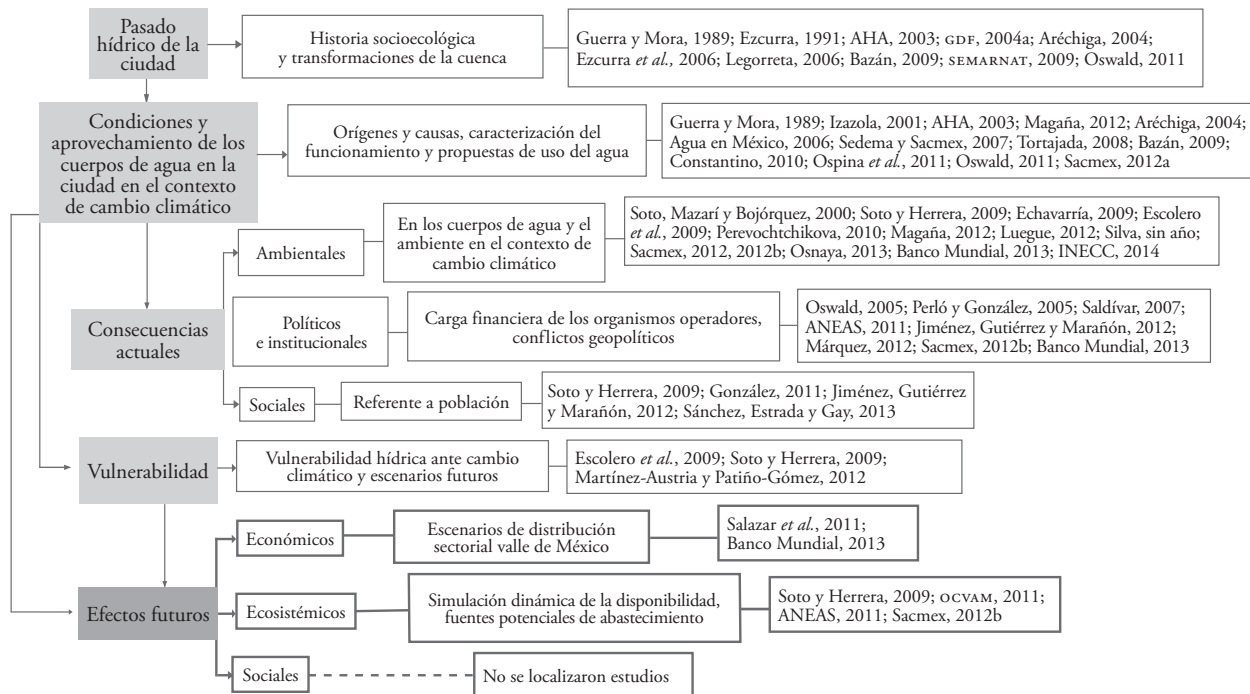 Pasado
hídrico de la
ciudad
Historia socioecológica
y transformaciones de la cuenca
Guerra y Mora, 1989; Ezcurra, 1991; AHA, 2003; GDF, 2004a; Aréchiga, 2004;
Ezcurra et al., 2006; Legorreta, 2006; Bazán, 2009; SEMARNAT, 2009; Oswald, 2011
Condiciones y
aprovechamiento de los
cuerpos de agua en la
ciudad en el contexto
de cambio climático
Orígenes y causas, caracterización del
funcionamiento y propuestas de uso del agua
Guerra y Mora, 1989; Izazola, 2001; AHA, 2003; Magaña, 2012; Aréchiga, 2004;
Agua en México, 2006; Sedema y Sacmex, 2007; Tortajada, 2008; Bazán, 2009;
Constantino, 2010; Ospina et al., 2011; Oswald, 2011; Sacmex, 2012a
Consecuencias
actuales
Ambientales
En los cuerpos de agua y el
ambiente en el contexto de
cambio climático
Soto, Mazarí y Bojórquez, 2000; Soto y Herrera, 2009; Echavarría, 2009; Escolero
et al., 2009; Perevochtchikova, 2010; Magaña, 2012; Luegue, 2012; Silva, sin año;
Sacmex, 2012, 2012b; Osnaya, 2013; Banco Mundial, 2013; INECC, 2014
Políticos
e institucionales
Carga financiera de los organismos operadores,
conflictos geopolíticos
Oswald, 2005; Perló y González, 2005; Saldívar, 2007;
ANEAS, 2011; Jiménez, Gutiérrez y Marañón, 2012;
Márquez, 2012; Sacmex, 2012b; Banco Mundial, 2013
Sociales
Referente a población
Soto y Herrera, 2009; González, 2011; Jiménez, Gutiérrez
y Marañón, 2012; Sánchez, Estrada y Gay, 2013
Vulnerabilidad
Vulnerabilidad hídrica ante cambio
climático y escenarios futuros
Escolero et al., 2009; Soto y Herrera, 2009;
Martínez-Austria y Patiño-Gómez, 2012
Efectos futuros
Económicos
Escenarios de distribución
sectorial valle de México
Salazar et al., 2011;
Banco Mundial, 2013
Ecosistémicos
Simulación dinámica de la disponibilidad,
fuentes potenciales de abastecimiento
Soto y Herrera, 2009; OCVAM, 2011;
ANEAS, 2011; Sacmex, 2012b
Sociales
No se localizaron estudios